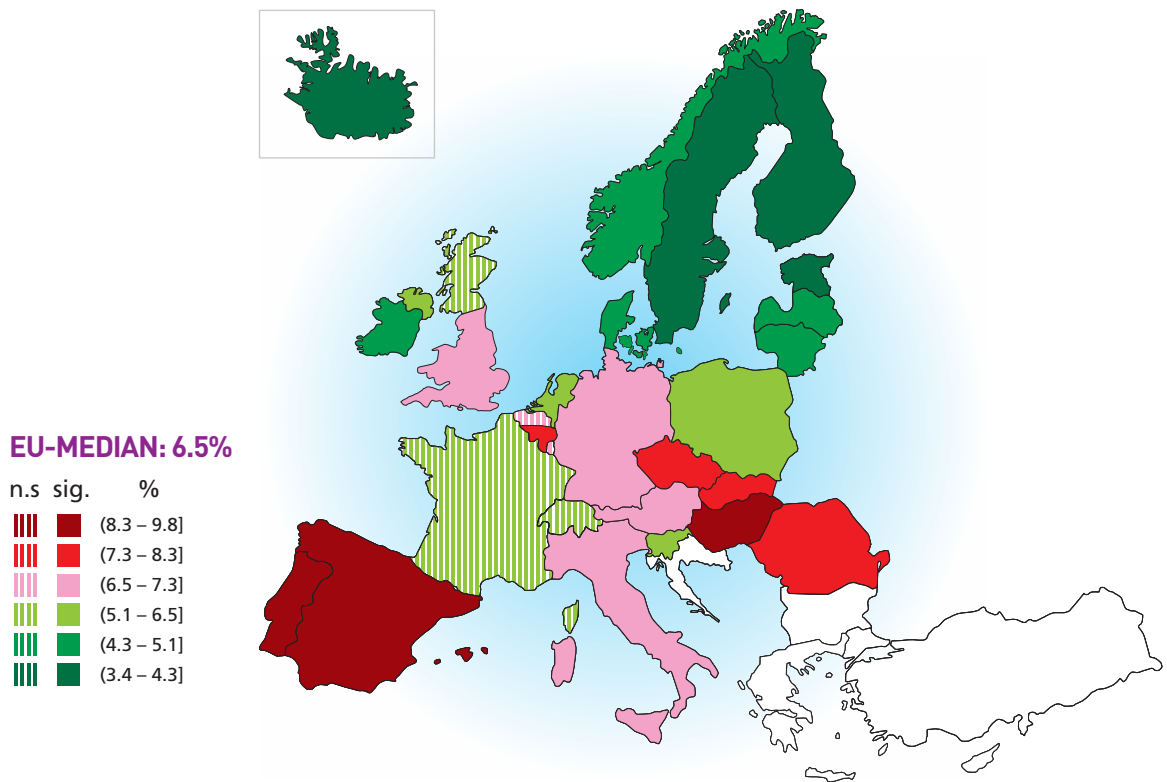 EU-MEDIAN: 6.5%
n.s sig. %
(8.3 – 9.8]
(7.3 – 8.3]
(6.5 – 7.3]
(5.1 – 6.5]
(4.3 – 5.1]
(3.4 – 4.3]